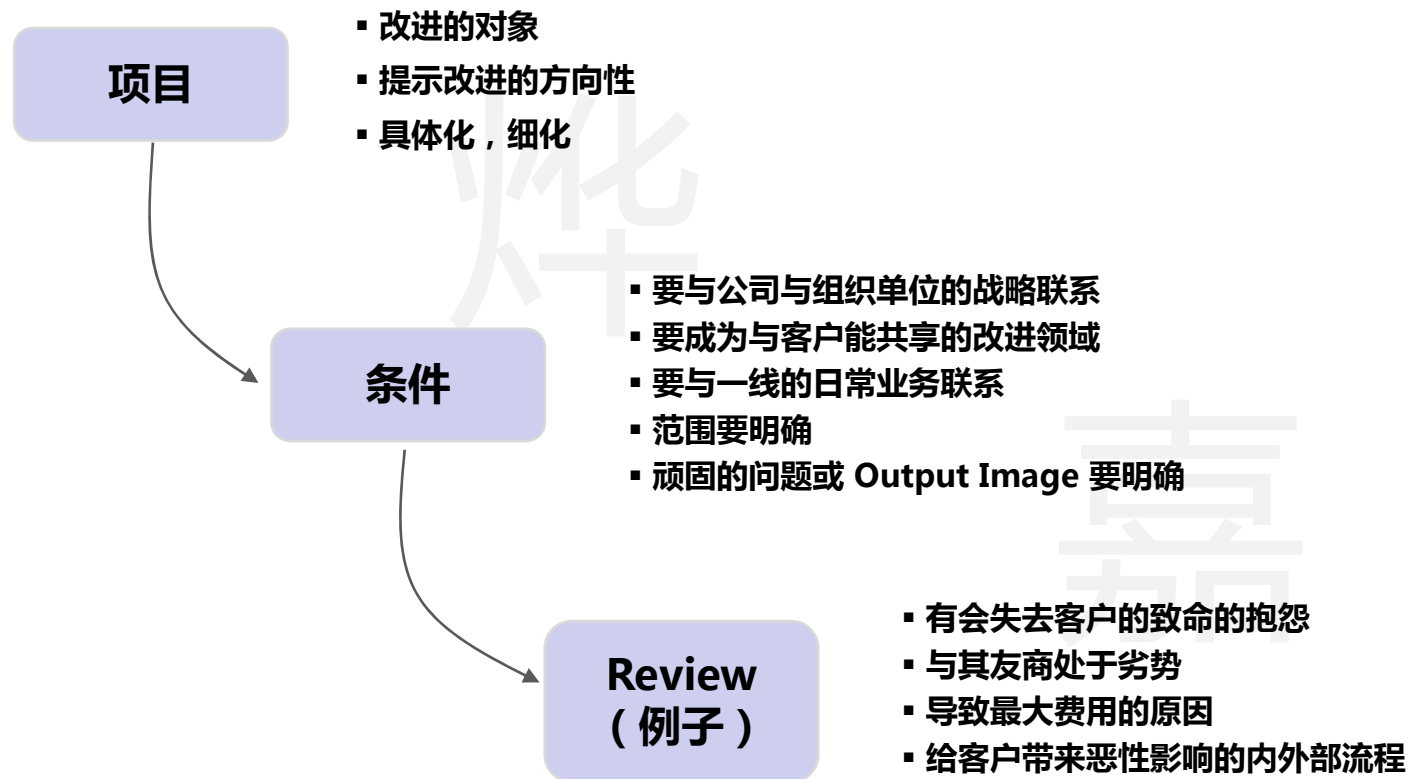 项目
▪ 改进的对象
▪ 提示改进的方向性
▪ 具体化，细化
烨
条件
▪ 要与公司与组织单位的战略联系
▪ 要成为与客户能共享的改进领域
▪ 要与一线的日常业务联系
▪ 范围要明确
▪ 顽固的问题或 Output Image 要明确
嘉
Review
（例子）
▪ 有会失去客户的致命的抱怨
▪ 与其友商处于劣势
▪ 导致最大费用的原因
▪ 给客户带来恶性影响的内外部流程